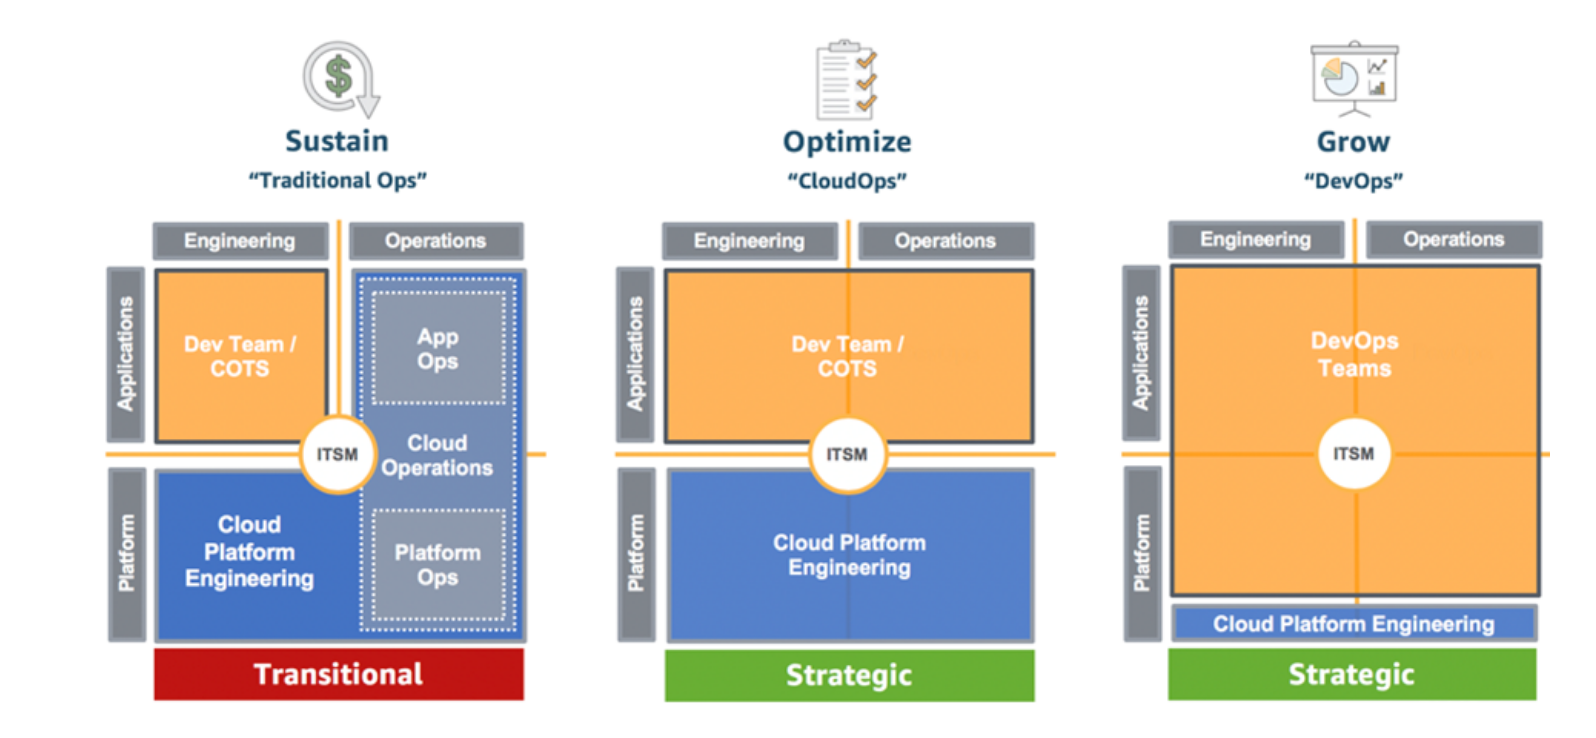 Sustain
“Traditional Ops”
Engineering
Operations
Applications
Platform
Dev Team /
COTS
App
Ops
ITSM
Cloud
Operations
Cloud
Platform
Engineering
Platform
Ops
Transitional
Optimize
“CloudOps”
Engineering
Operations
Applications
Platform
Dev Team /
COTS
ITSM
Cloud Platform
Engineering
Strategic
Grow
“DevOps”
Engineering
Operations
Applications
Platform
DevOps
Teams
ITSM
Cloud Platform Engineering
Strategic